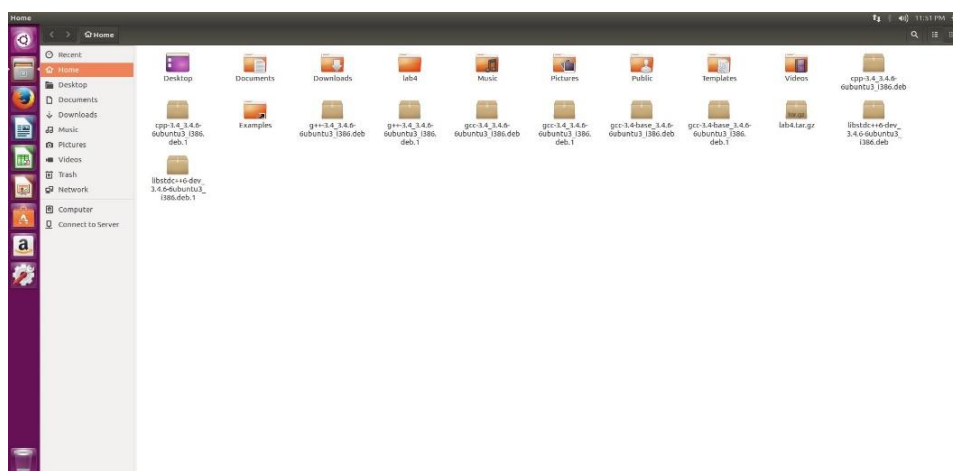 Home
11:51 PM
Home
Recent
Home
Desktop
Documents
Downloads
Music
Pictures
Videos
Trash
Network
Computer
Connect to Server
Desktop
Documents
Downloads
lab4
Music
Pictures
Public
Templates
Videos
cpp-3.4_3.4.6-
6ubuntu3_i386.deb
cpp-3.4_3.4.6-
6ubuntu3_i386.
deb.1
Examples
g++-3.4_3.4.6-
6ubuntu3_i386.deb
g++-3.4_3.4.6-
6ubuntu3_i386.
deb.1
gcc-3.4_3.4.6-
6ubuntu3_i386.deb
gcc-3.4_3.4.6-
6ubuntu3_i386.
deb.1
gcc-3.4-base_3.4.6-
6ubuntu3_i386.deb
gcc-3.4-base_3.4.6-
6ubuntu3_i386.
deb.1
tar.gz
lab4.tar.gz
libstdc++6-dev_
3.4.6-6ubuntu3_
i386.deb
libstdc++6-dev_
3.4.6-6ubuntu3_
i386.deb.1
a